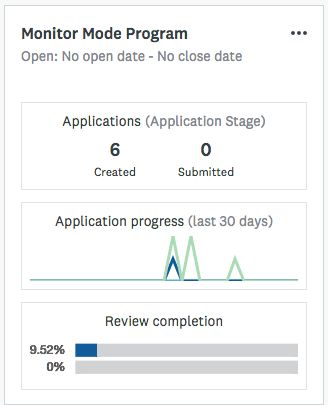 Monitor Mode Program
Open: No open date - No close date
Applications (Application Stage)
6 0
Created Submitted
Application progress (last 30 days)
Review completion
9.52%
0%